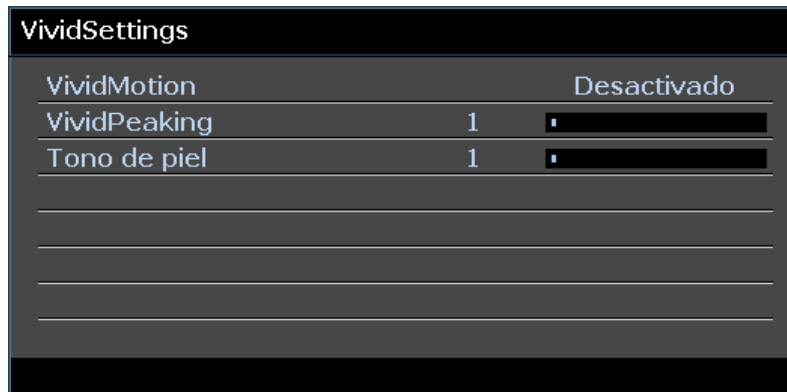 VividSettings
VividMotion Desactivado
VividPeaking 1
Tono de piel 1